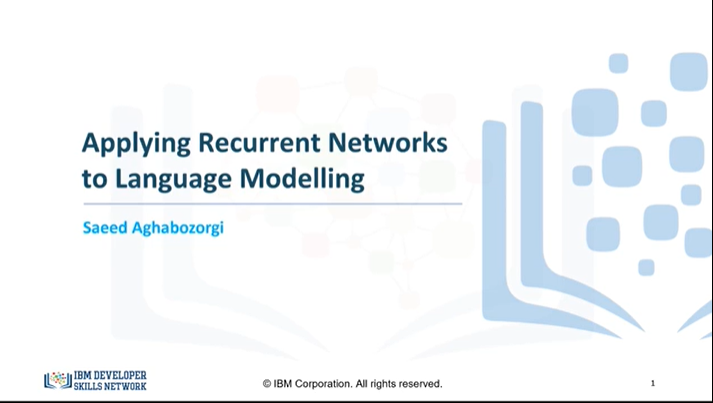 Applying Recurrent Networks
to Language Modelling
Saeed Aghabozorgi
IBM DEVELOPER
SKILLS NETWORK
© IBM Corporation. All rights reserved.
1